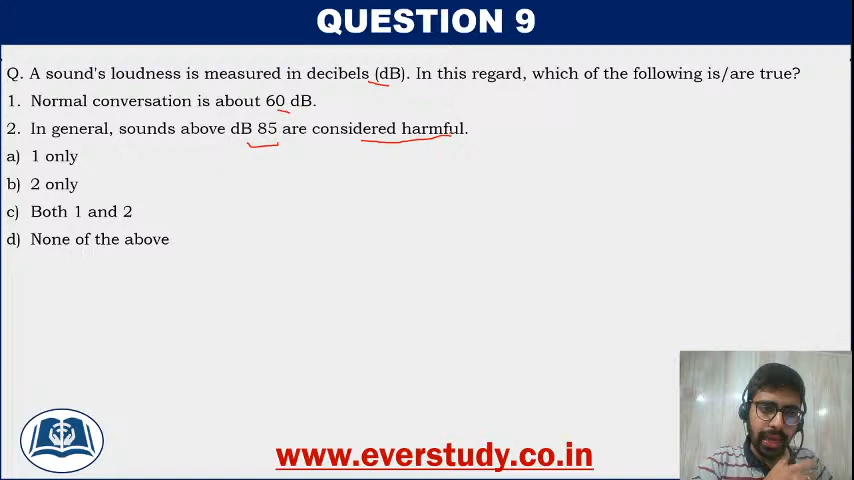 QUESTION 9
Q. A sound's loudness is measured in decibels (dB). In this regard, which of the following is/are true?
1. Normal conversation is about 60 dB.
2. In general, sounds above dB 85 are considered harmful.
a) 1 only
b) 2 only
c) Both 1 and 2
d) None of the above
www.everstudy.co.in